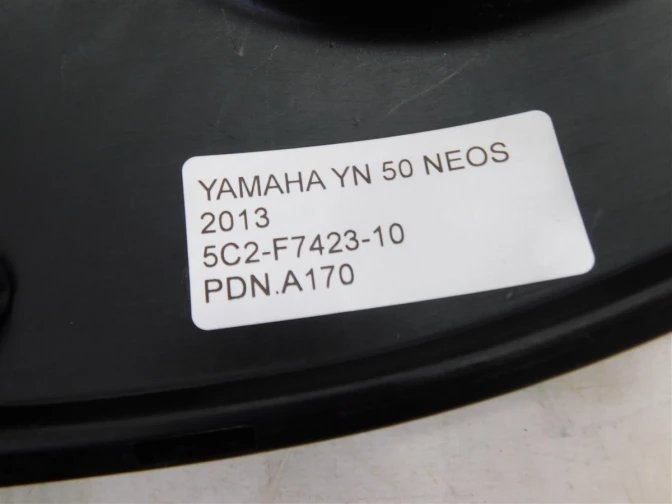 YAMAHA YN 50 NEOS
2013
5C2-F7423-10
PDN.A170